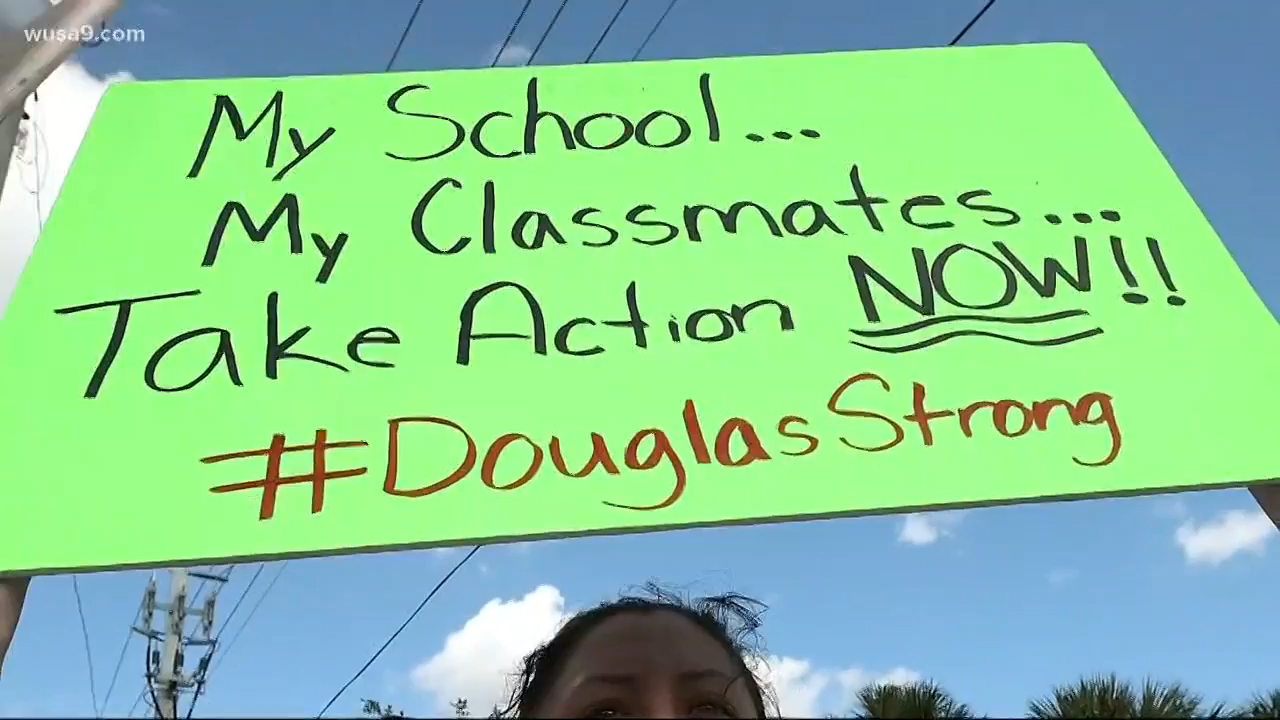 wusa9.com
My School...
My Classmates...
Take Action NOW!!
#DouglasStrong